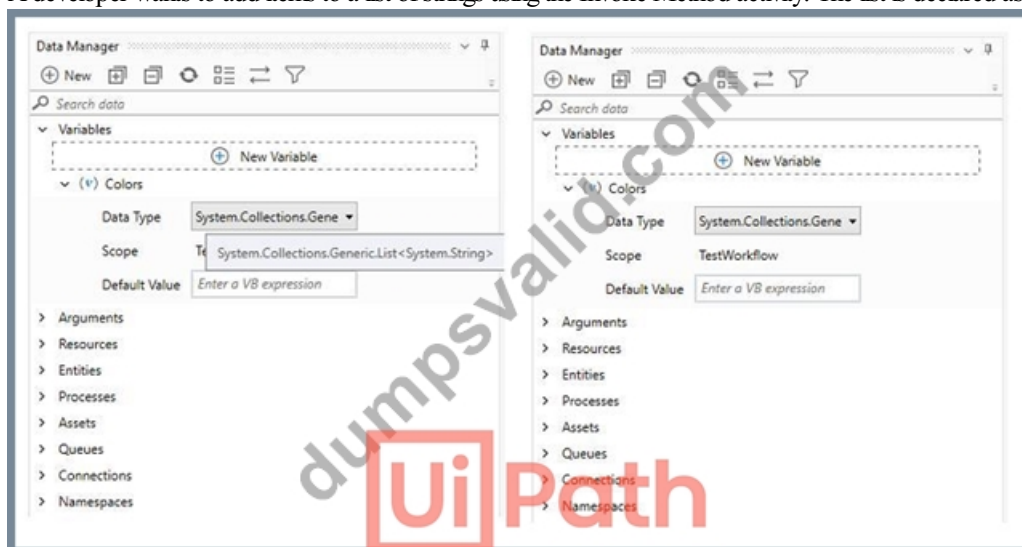 A developer wants to add items to a list of strings using the Invoke Method activity. The list is declared as
Data Manager
New
Search data
Variables
New Variable
(v) Colors
Data Type System.Collections.Gene
Scope Te System.Collections.Generic.List<System.String>
Default Value Enter a VB expression
Arguments
Resources
Entities
Processes
Assets
Queues
Connections
Namespaces
Data Manager
New
Search data
Variables
New Variable
(v) Colors
Data Type System.Collections.Gene
Scope TestWorkflow
Default Value Enter a VB expression
Arguments
Resources
Entities
Processes
Assets
Queues
Connections
Namespaces
dumpsvalid.com
UiPath